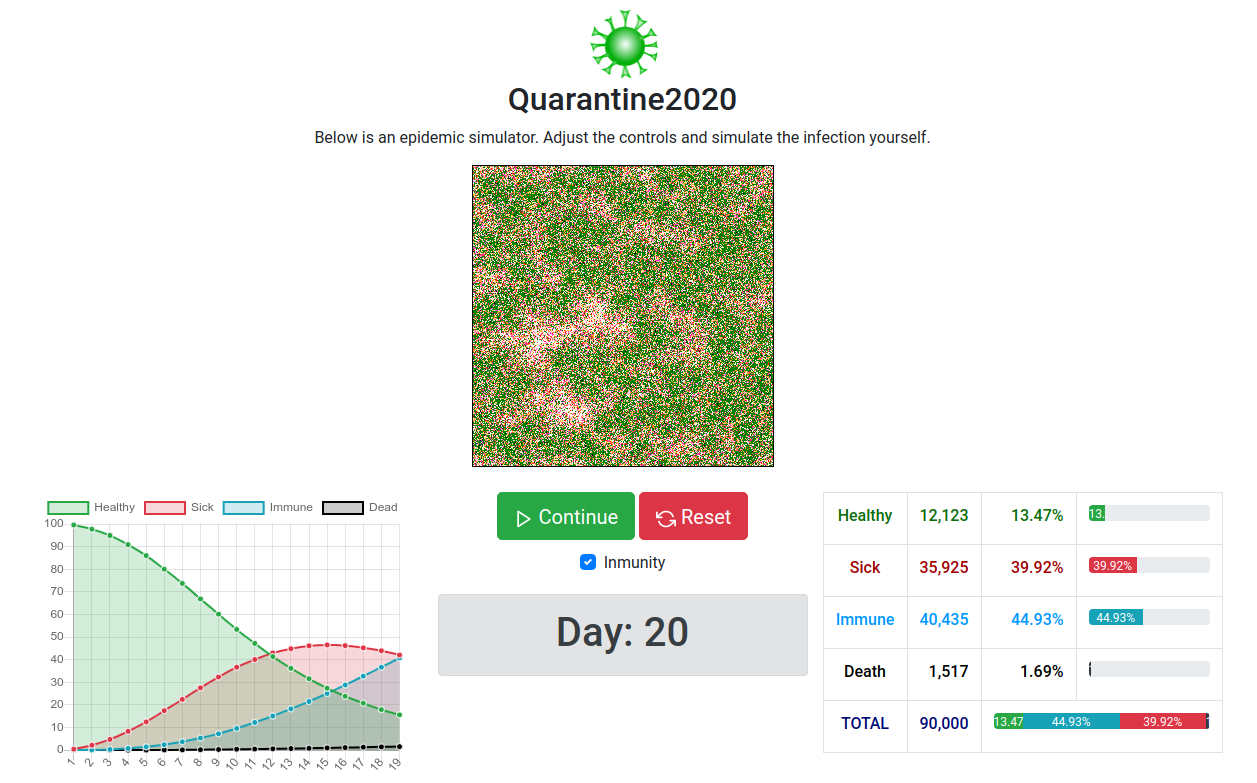 Quarantine2020
Below is an epidemic simulator. Adjust the controls and simulate the infection yourself.
Healthy Sick Immune Dead
100
90
80
70
60
50
40
30
20
10
0
1 2 3 4 5 6 7 8 9 10 11 12 13 14 15 16 17 18 19
Continue Reset
Inmunity
Day: 20
Healthy 12,123 13.47% 13.
Sick 35,925 39.92% 39.92%
Immune 40,435 44.93% 44.93%
Death 1,517 1.69%
TOTAL 90,000 13.47 44.93% 39.92%